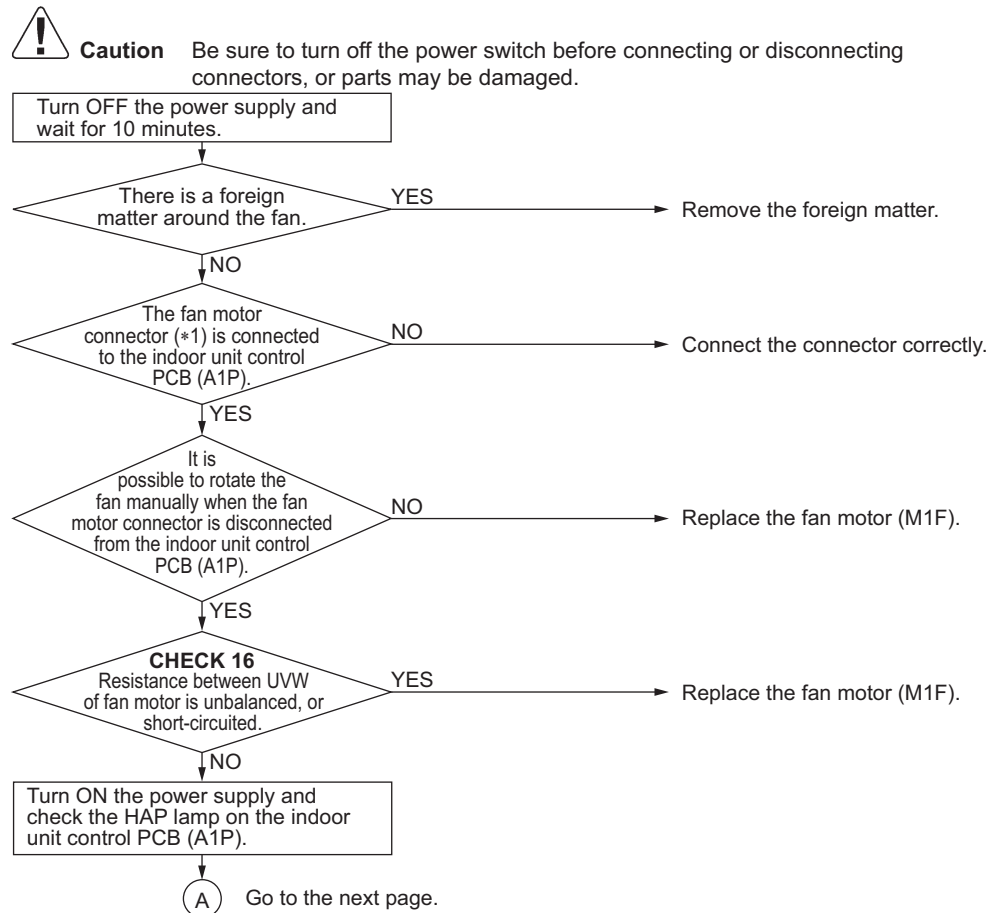 Caution Be sure to turn off the power switch before connecting or disconnecting
connectors, or parts may be damaged.
Turn OFF the power supply and
wait for 10 minutes.
There is a foreign
matter around the fan.
YES
Remove the foreign matter.
NO
The fan motor
connector (*1) is connected
to the indoor unit control
PCB (A1P).
NO
Connect the connector correctly.
YES
It is
possible to rotate the
fan manually when the fan
motor connector is disconnected
from the indoor unit control
PCB (A1P).
NO
Replace the fan motor (M1F).
YES
CHECK 16
Resistance between UVW
of fan motor is unbalanced, or
short-circuited.
YES
Replace the fan motor (M1F).
NO
Turn ON the power supply and
check the HAP lamp on the indoor
unit control PCB (A1P).
A Go to the next page.